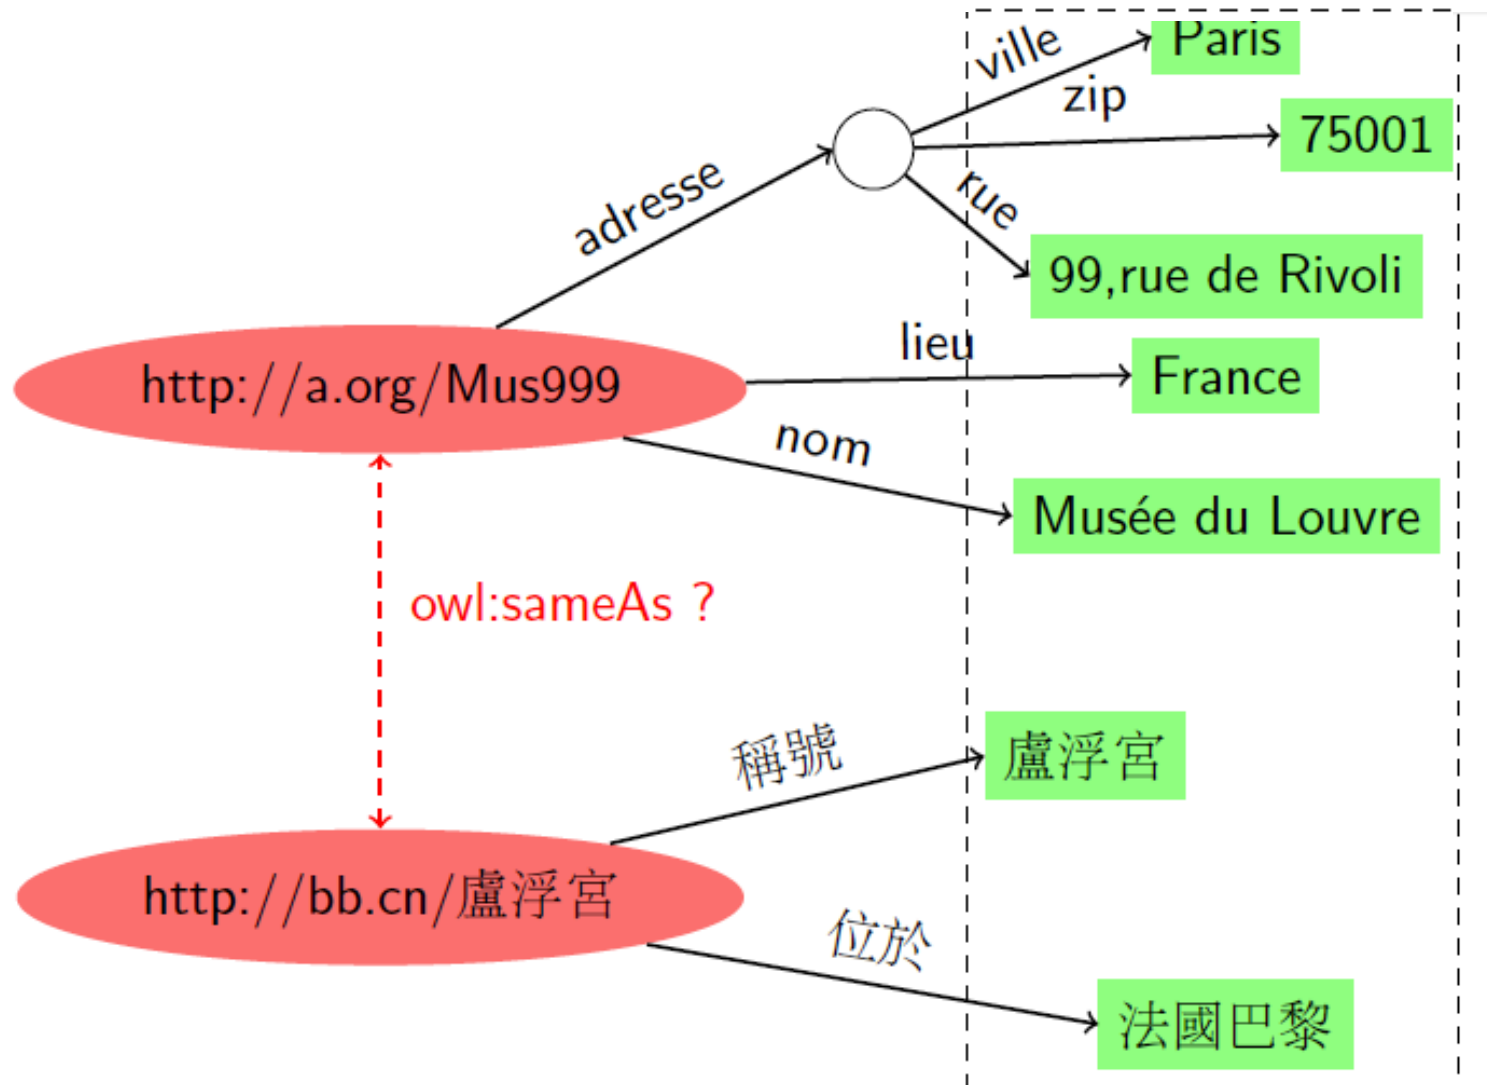 ville
Paris
zip
75001
adresse
rue
99,rue de Rivoli
http://a.org/Mus999
lieu
France
nom
Musée du Louvre
owl:sameAs ?
稱號
盧浮宮
http://bb.cn/盧浮宮
位於
法國巴黎